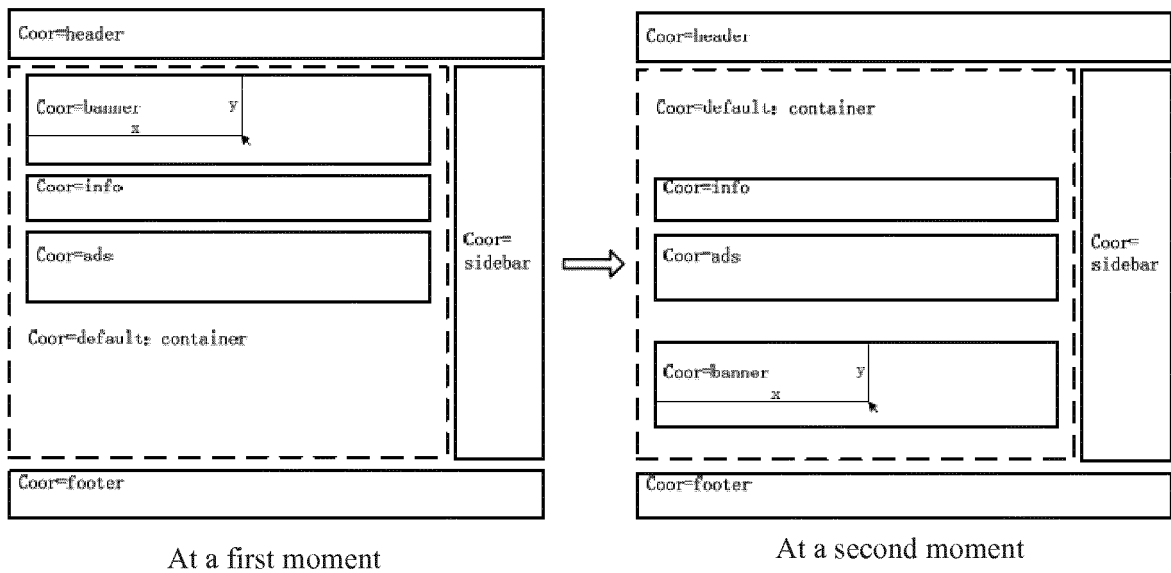 Coor=header
Coor=banner
y
x
Coor=info
Coor=ads
Coor=
sidebar
Coor=default: container
Coor=footer
At a first moment
Coor=header
Coor=default: container
Coor=info
Coor=ads
Coor=
sidebar
Coor=banner
y
x
Coor=footer
At a second moment